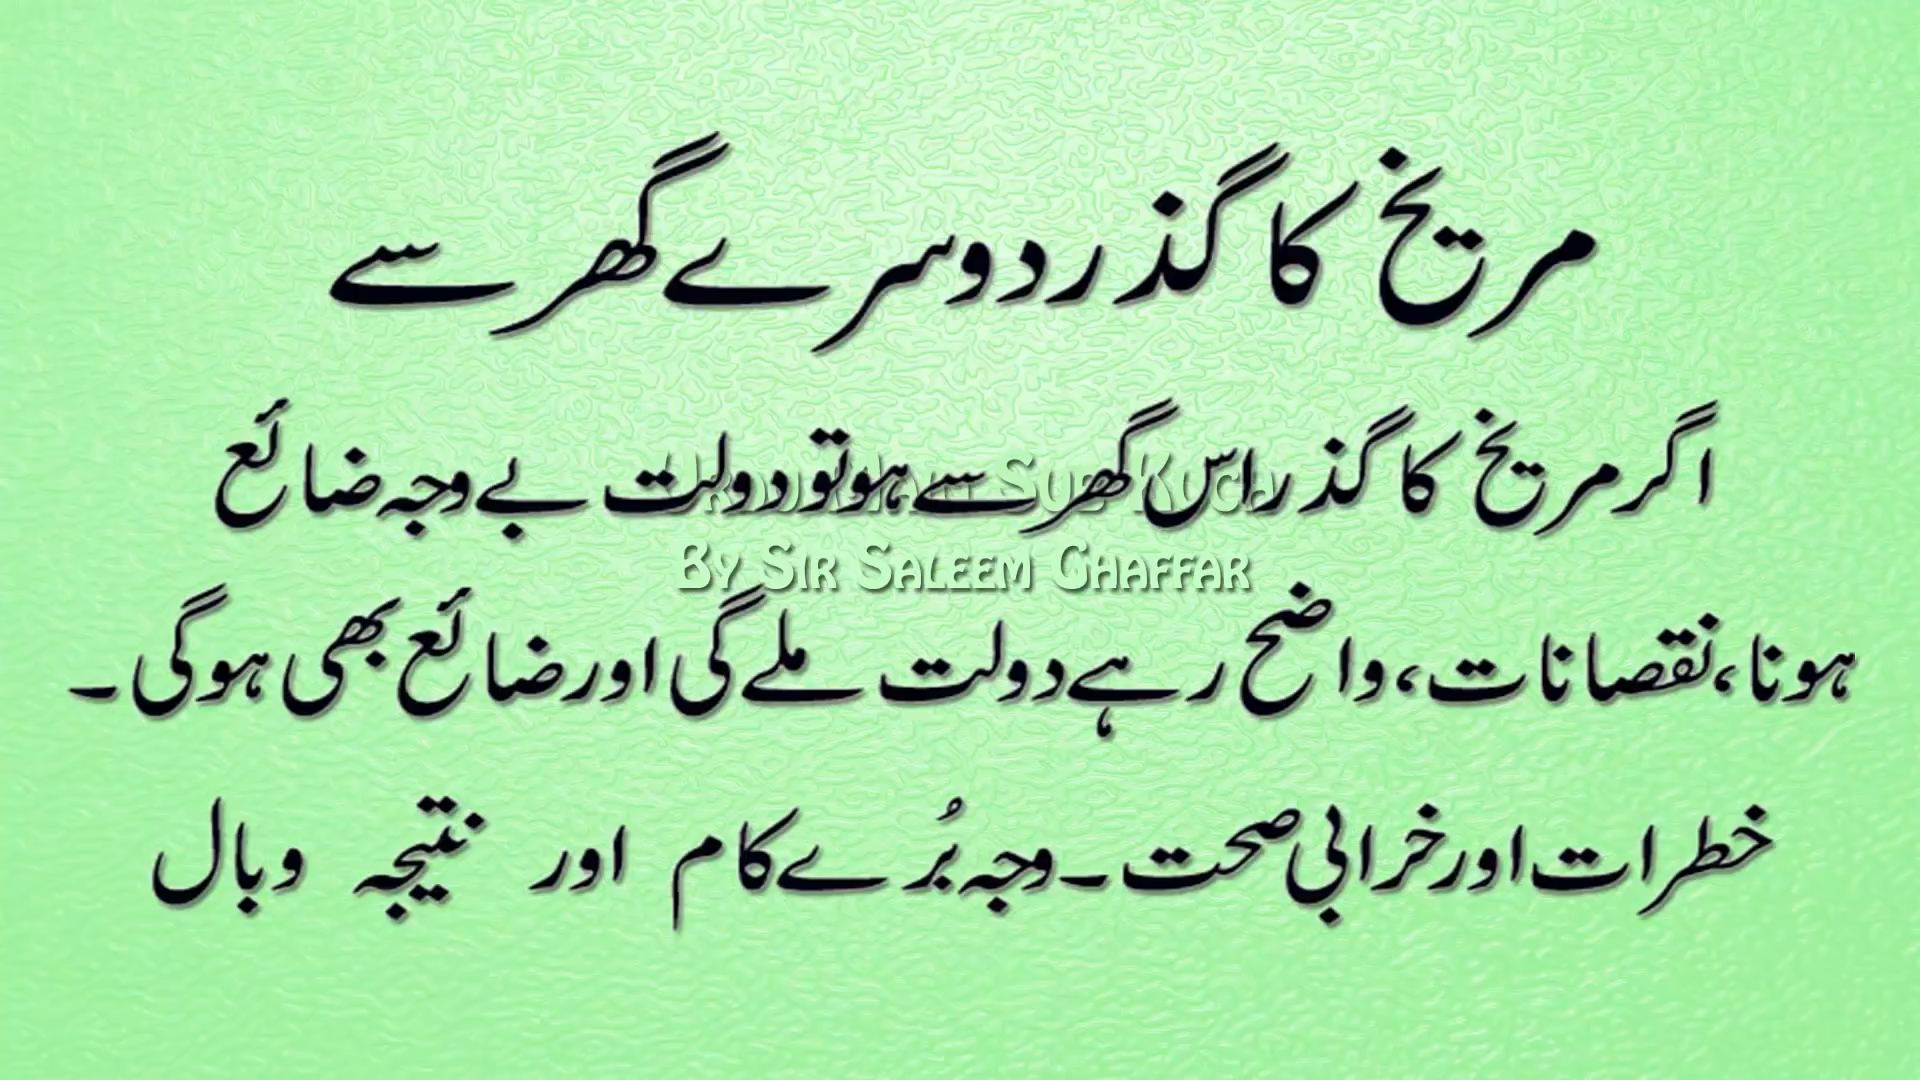 مریخ کا گذر دوسرے گھر سے
اگر مریخ کا گذر اس گھر سے ہو تو دولت بے وجہ ضائع
Sub Kuch
By Sir Saleem Ghaffar
ہونا، نقصانات، واضح رہے دولت ملے گی اور ضائع بھی ہو گی۔
خطرات اور خرابی صحت۔ وجہ بُرے کام اور نتیجہ وبال